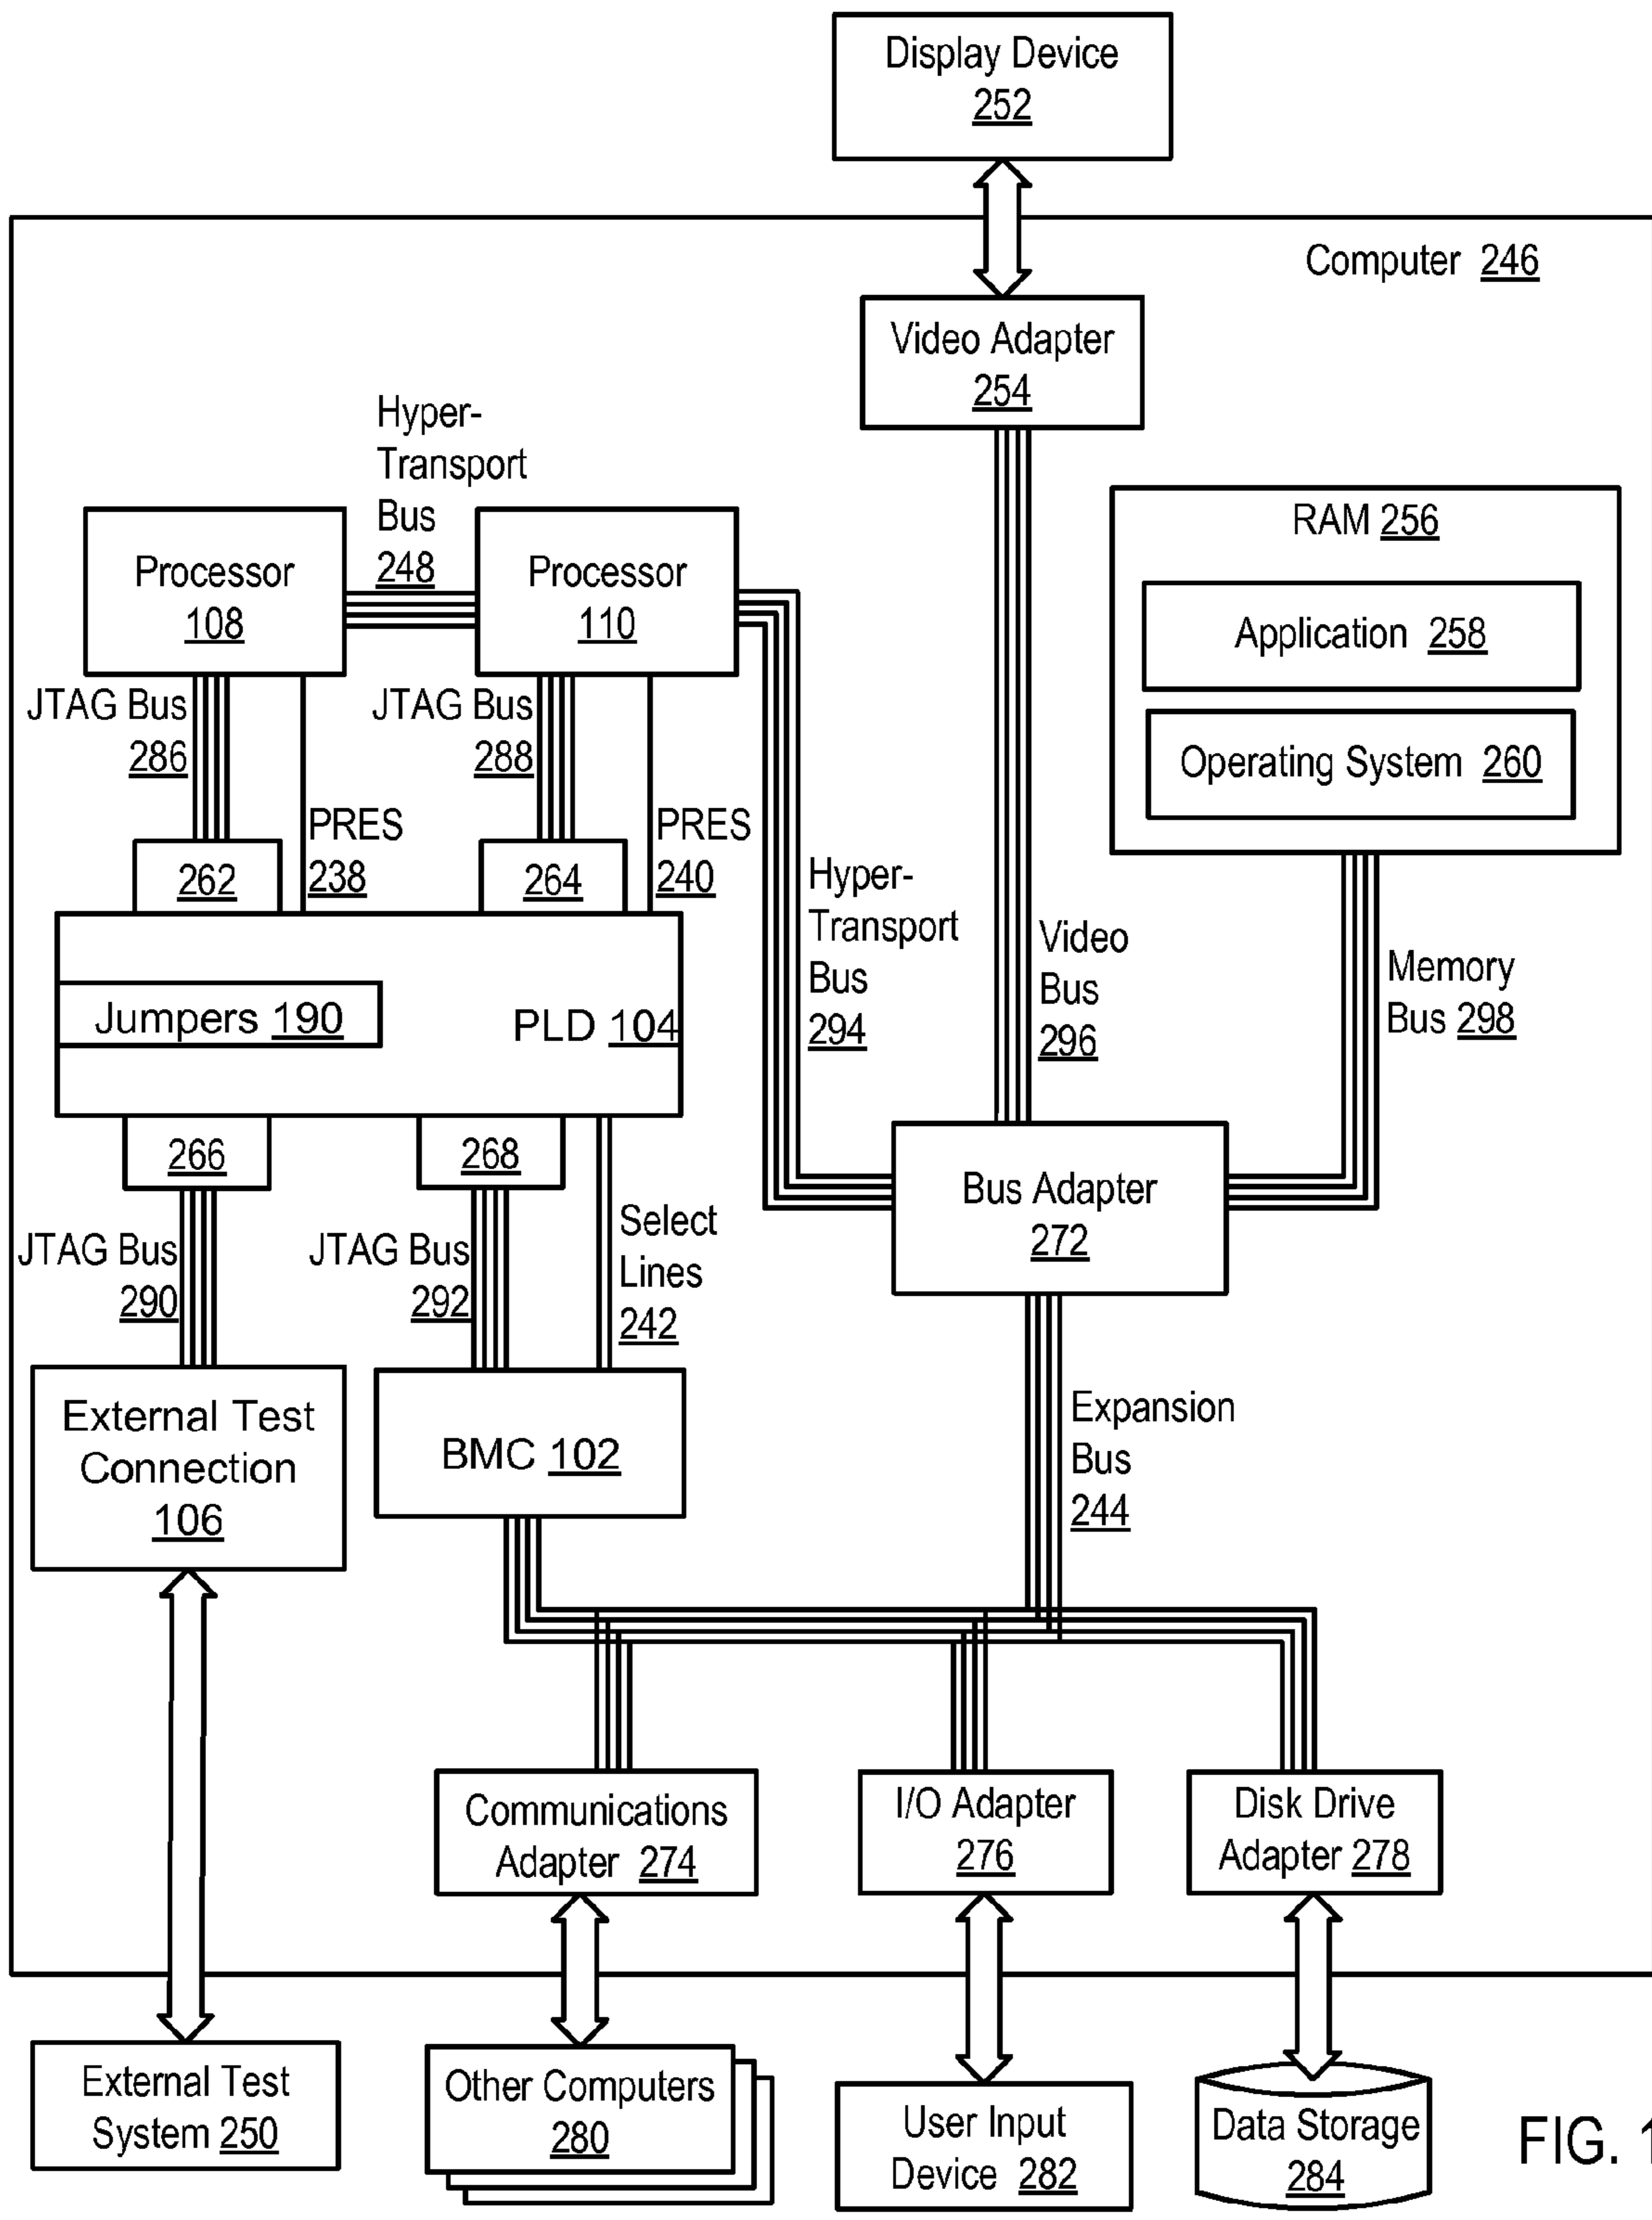 Display Device
252
Computer 246
Video Adapter
254
Hyper-
Transport
Bus
248
Processor
108
Processor
110
RAM 256
Application 258
Operating System 260
JTAG Bus
286
JTAG Bus
288
PRES
238
PRES
240
262
264
Hyper-
Transport
Bus
294
Video
Bus
296
Memory
Bus 298
Jumpers 190
PLD 104
266
268
Bus Adapter
272
JTAG Bus
290
JTAG Bus
292
Select
Lines
242
External Test
Connection
106
BMC 102
Expansion
Bus
244
Communications
Adapter 274
I/O Adapter
276
Disk Drive
Adapter 278
External Test
System 250
Other Computers
280
User Input
Device 282
Data Storage
284
FIG. 1